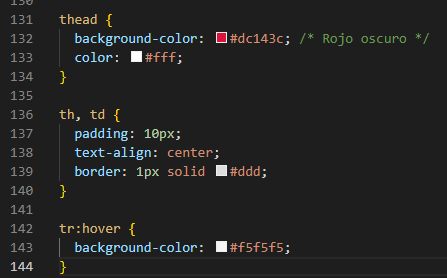 130
131 thead {
132 background-color: #dc143c; /* Rojo oscuro */
133 color: #fff;
134 }
135
136 th, td {
137 padding: 10px;
138 text-align: center;
139 border: 1px solid #ddd;
140 }
141
142 tr:hover {
143 background-color: #f5f5f5;
144 }